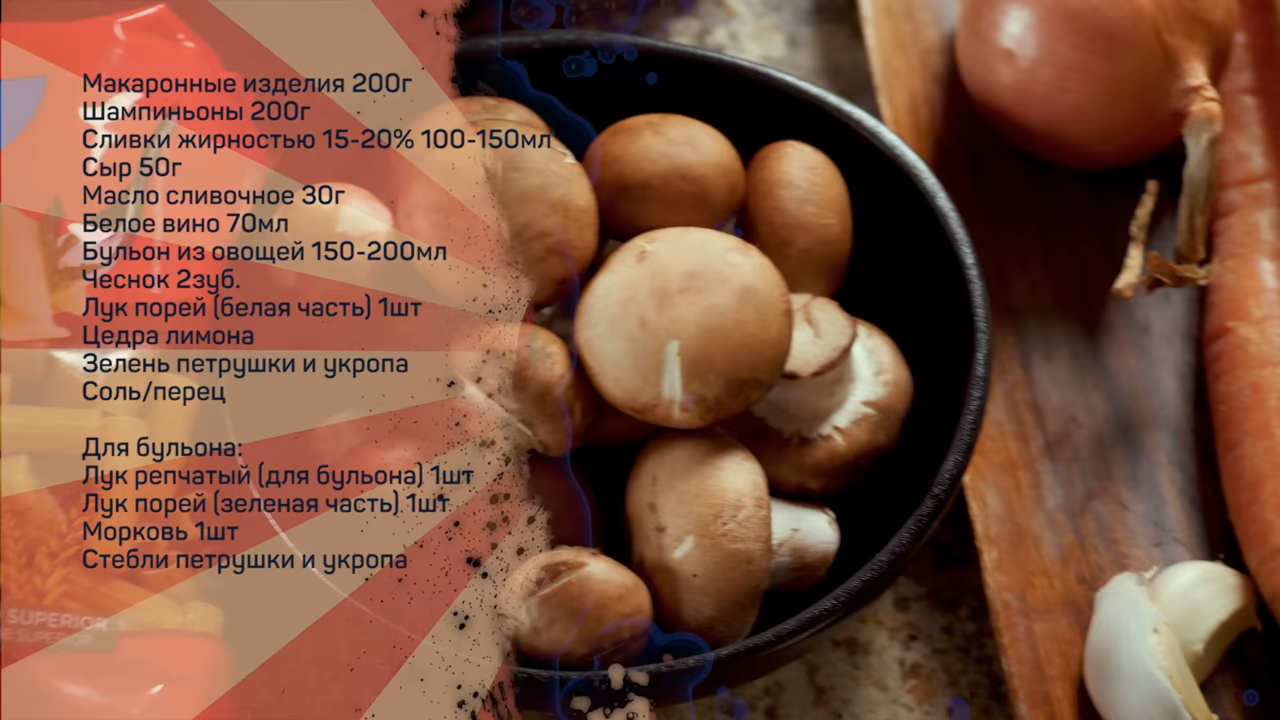 Макаронные изделия 200г
Шампиньоны 200г
Сливки жирностью 15-20% 100-150мл
Сыр 50г
Масло сливочное 30г
Белое вино 70мл
Бульон из овощей 150-200мл
Чеснок 2зуб.
Лук порей (белая часть) 1шт
Цедра лимона
Зелень петрушки и укропа
Соль/перец
Для бульона:
Лук репчатый (для бульона) 1шт
Лук порей (зеленая часть) 1шт
Морковь 1шт
Стебли петрушки и укропа
SUPERIOR
SUPERIOR